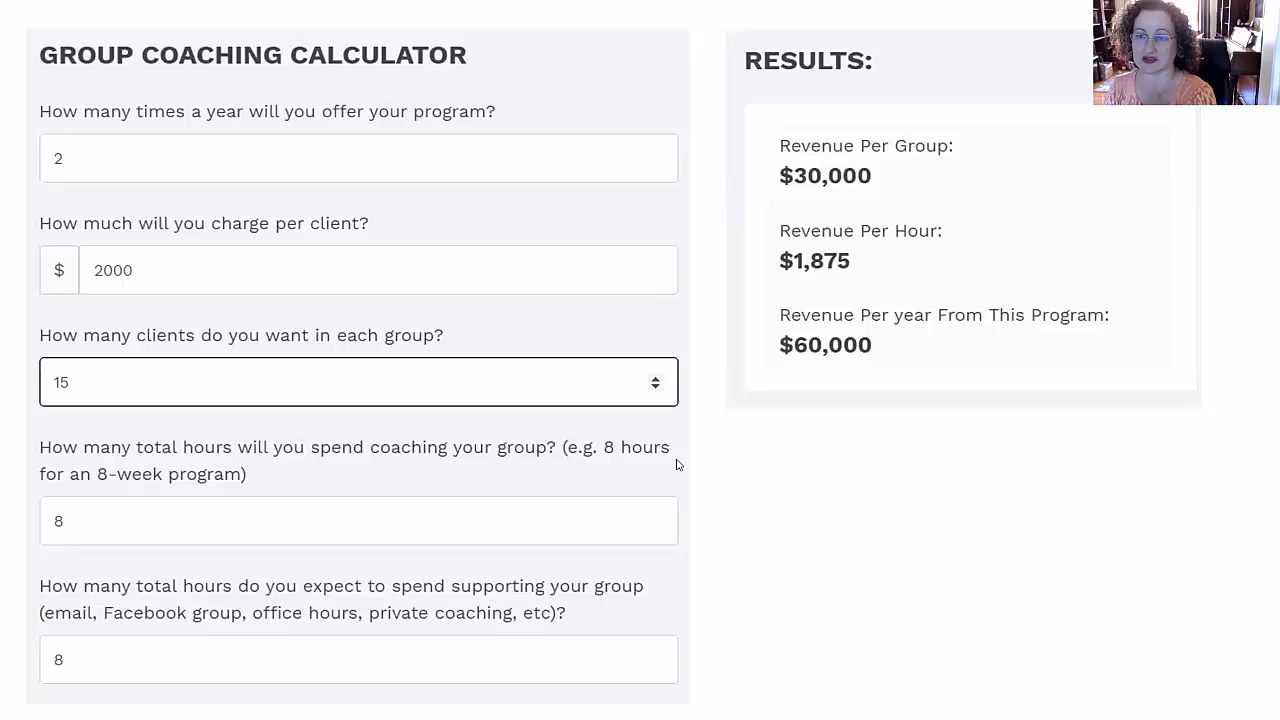 GROUP COACHING CALCULATOR
How many times a year will you offer your program?
2
How much will you charge per client?
$ 2000
How many clients do you want in each group?
15
How many total hours will you spend coaching your group? (e.g. 8 hours
for an 8-week program)
8
How many total hours do you expect to spend supporting your group
(email, Facebook group, office hours, private coaching, etc)?
8
RESULTS:
Revenue Per Group:
$30,000
Revenue Per Hour:
$1,875
Revenue Per year From This Program:
$60,000